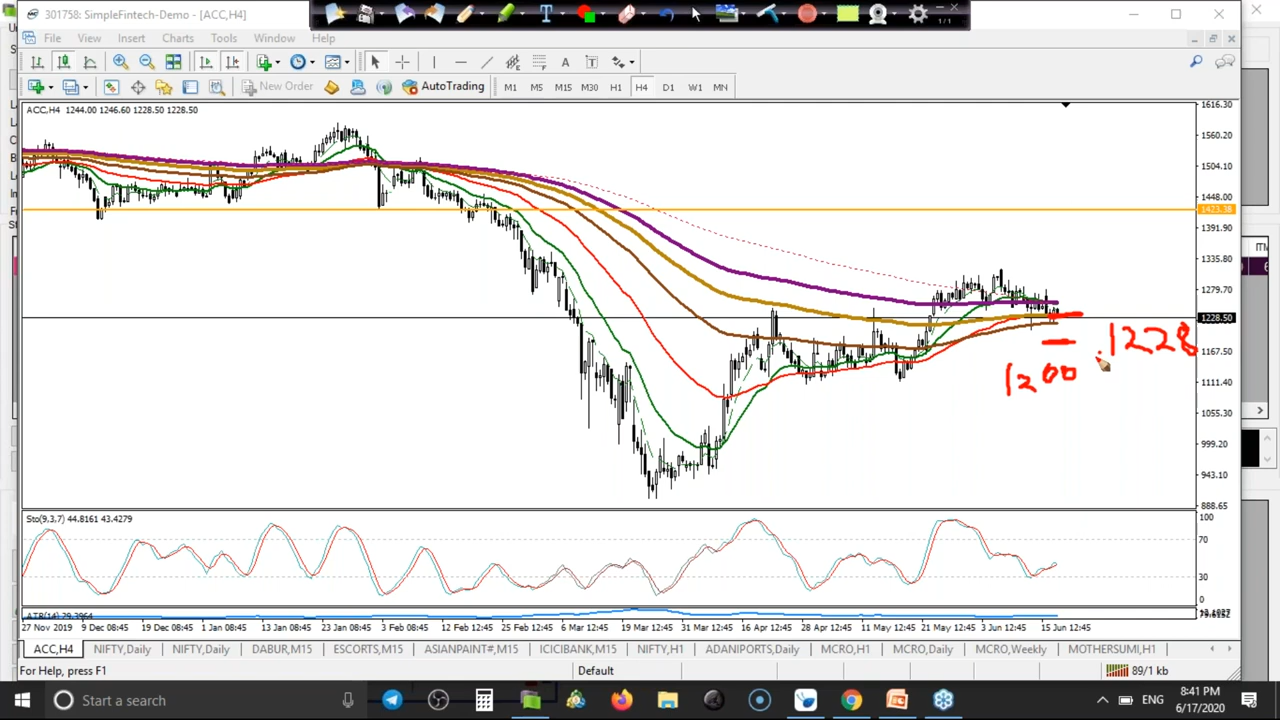 301758: SimpleFintech-Demo - [ACC,H4]
1/1
File View Insert Charts Tools Window Help
New Order AutoTrading M1 M5 M15 M30 H1 H4 D1 W1 MN
ACC,H4 1244.00 1246.60 1228.50 1228.50
1616.30
1560.20
1504.10
1448.00
1423.38
1391.90
1335.80
1279.70
1228.50
1167.50
1111.40
1055.30
999.20
943.10
888.65
1228
1200
Sto(9,3,7) 44.8161 43.4279
100
70
30
0
ATR(14) 29.3964
27 Nov 2019 9 Dec 08:45 19 Dec 08:45 1 Jan 08:45 13 Jan 08:45 23 Jan 08:45 3 Feb 08:45 12 Feb 12:45 25 Feb 12:45 6 Mar 12:45 19 Mar 12:45 31 Mar 12:45 16 Apr 12:45 28 Apr 12:45 11 May 12:45 21 May 12:45 3 Jun 12:45 15 Jun 12:45
ACC,H4 NIFTY,Daily NIFTY,Daily DABUR,M15 ESCORTS,M15 ASIANPAINT#,M15 ICICIBANK,M15 NIFTY,H1 ADANIPORTS,Daily MCRO,H1 MCRO,Daily MCRO,Weekly MOTHERSUMI,H1
For Help, press F1 Default 89/1 kb
Start a search
ENG
8:41 PM
6/17/2020